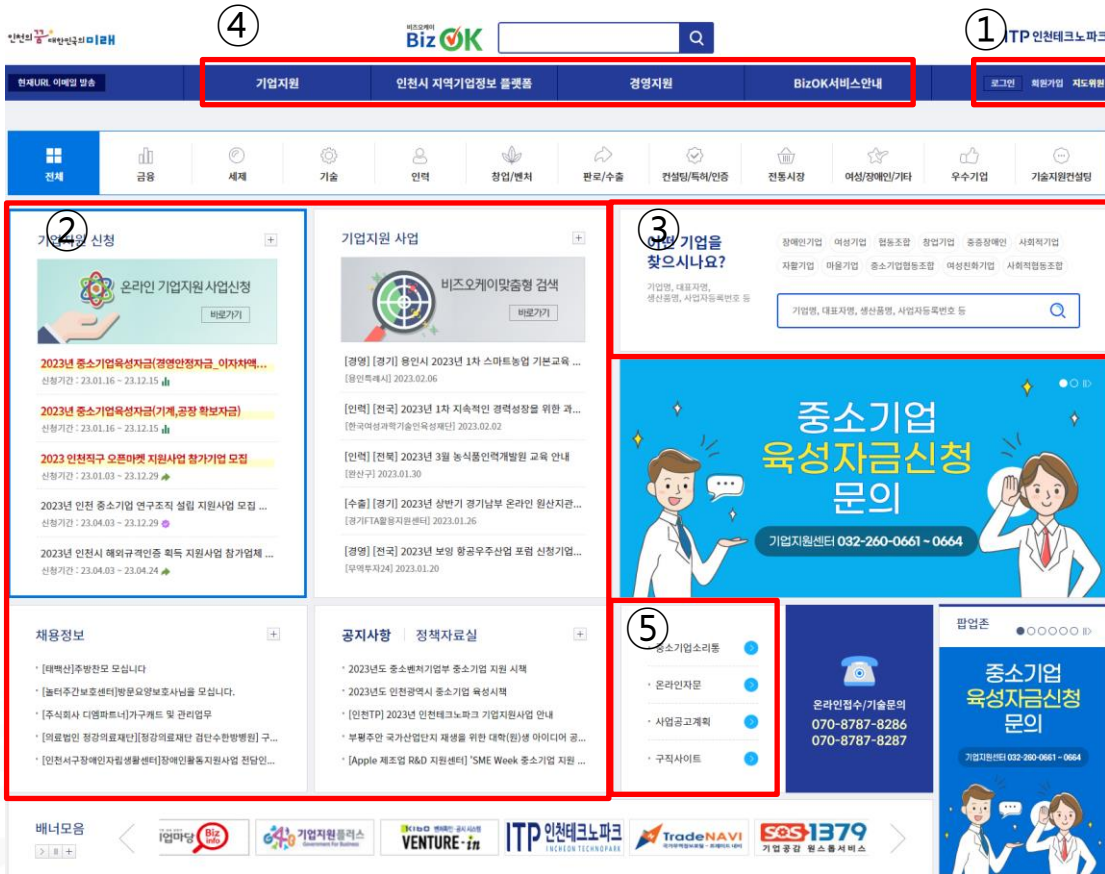 인천의 꿈 대한민국의 미래
④
비즈오케이
Biz OK
①
ITP 인천테크노파크
현재URL 이메일 발송
기업지원
인천시 지역기업정보 플랫폼
경영지원
BizOK서비스안내
로그인
회원가입
지도위원
전체
금융
세제
기술
인력
창업/벤처
판로/수출
컨설팅/특허/인증
전통시장
여성/장애인/기타
우수기업
기술지원컨설팅
②
기업지원 신청
+
온라인 기업지원사업신청
바로가기
2023년 중소기업육성자금(경영안정자금_이자차액...
신청기간 : 23.01.16 ~ 23.12.15
2023년 중소기업육성자금(기계,공장 확보자금)
신청기간 : 23.01.16 ~ 23.12.15
2023 인천직구 오픈마켓 지원사업 참가기업 모집
신청기간 : 23.01.03 ~ 23.12.29
2023년 인천 중소기업 연구조직 설립 지원사업 모집 ...
신청기간 : 23.04.03 ~ 23.12.29
2023년 인천시 해외규격인증 획득 지원사업 참가업체 ...
신청기간 : 23.04.03 ~ 23.04.24
기업지원 사업
+
비즈오케이맞춤형 검색
바로가기
[경영] [경기] 용인시 2023년 1차 스마트농업 기본교육 ...
[용인특례시] 2023.02.06
[인력] [전국] 2023년 1차 지속적인 경력성장을 위한 과...
[한국여성과학기술인육성재단] 2023.02.02
[인력] [전북] 2023년 3월 농식품인력개발원 교육 안내
[완산구] 2023.01.30
[수출] [경기] 2023년 상반기 경기남부 온라인 원산지관...
[경기FTA활용지원센터] 2023.01.26
[경영] [전국] 2023년 보잉 항공우주산업 포럼 신청기업...
[무역투자24] 2023.01.20
③
어떤 기업을
찾으시나요?
기업명, 대표자명,
생산품명, 사업자등록번호 등
장애인기업 여성기업 협동조합 창업기업 중증장애인 사회적기업
자활기업 마을기업 중소기업협동조합 여성친화기업 사회적협동조합
기업명, 대표자명, 생산품명, 사업자등록번호 등
중소기업
육성자금신청
문의
기업지원센터 032-260-0661 ~ 0664
채용정보
+
[태백산]주방찬모 모십니다
[놀터주간보호센터]방문요양보호사님을 모십니다.
[주식회사 디엠파트너]가구캐드 및 관리업무
[의료법인 정강의료재단][정강의료재단 검단수한방병원] 구...
[인천서구장애인자립생활센터]장애인활동지원사업 전담인...
공지사항 정책자료실
+
2023년도 중소벤처기업부 중소기업 지원 시책
2023년도 인천광역시 중소기업 육성시책
[인천TP] 2023년 인천테크노파크 기업지원사업 안내
부평주안 국가산업단지 재생을 위한 대학(원)생 아이디어 공...
[Apple 제조업 R&D 지원센터] 'SME Week 중소기업 지원 ...
⑤
중소기업소리통
온라인자문
사업공고계획
구직사이트
온라인접수/기술문의
070-8787-8286
070-8787-8287
팝업존
중소기업
육성자금신청
문의
기업지원센터 032-260-0661 ~ 0664
배너모음
기업마당 Biz info
G4B 기업지원플러스
Government for Business
KIBO 벤처확인·공시 시스템
VENTURE·in
ITP 인천테크노파크
INCHEON TECHNOPARK
TradeNAVI
SOS 1379
기업공감 원스톱서비스